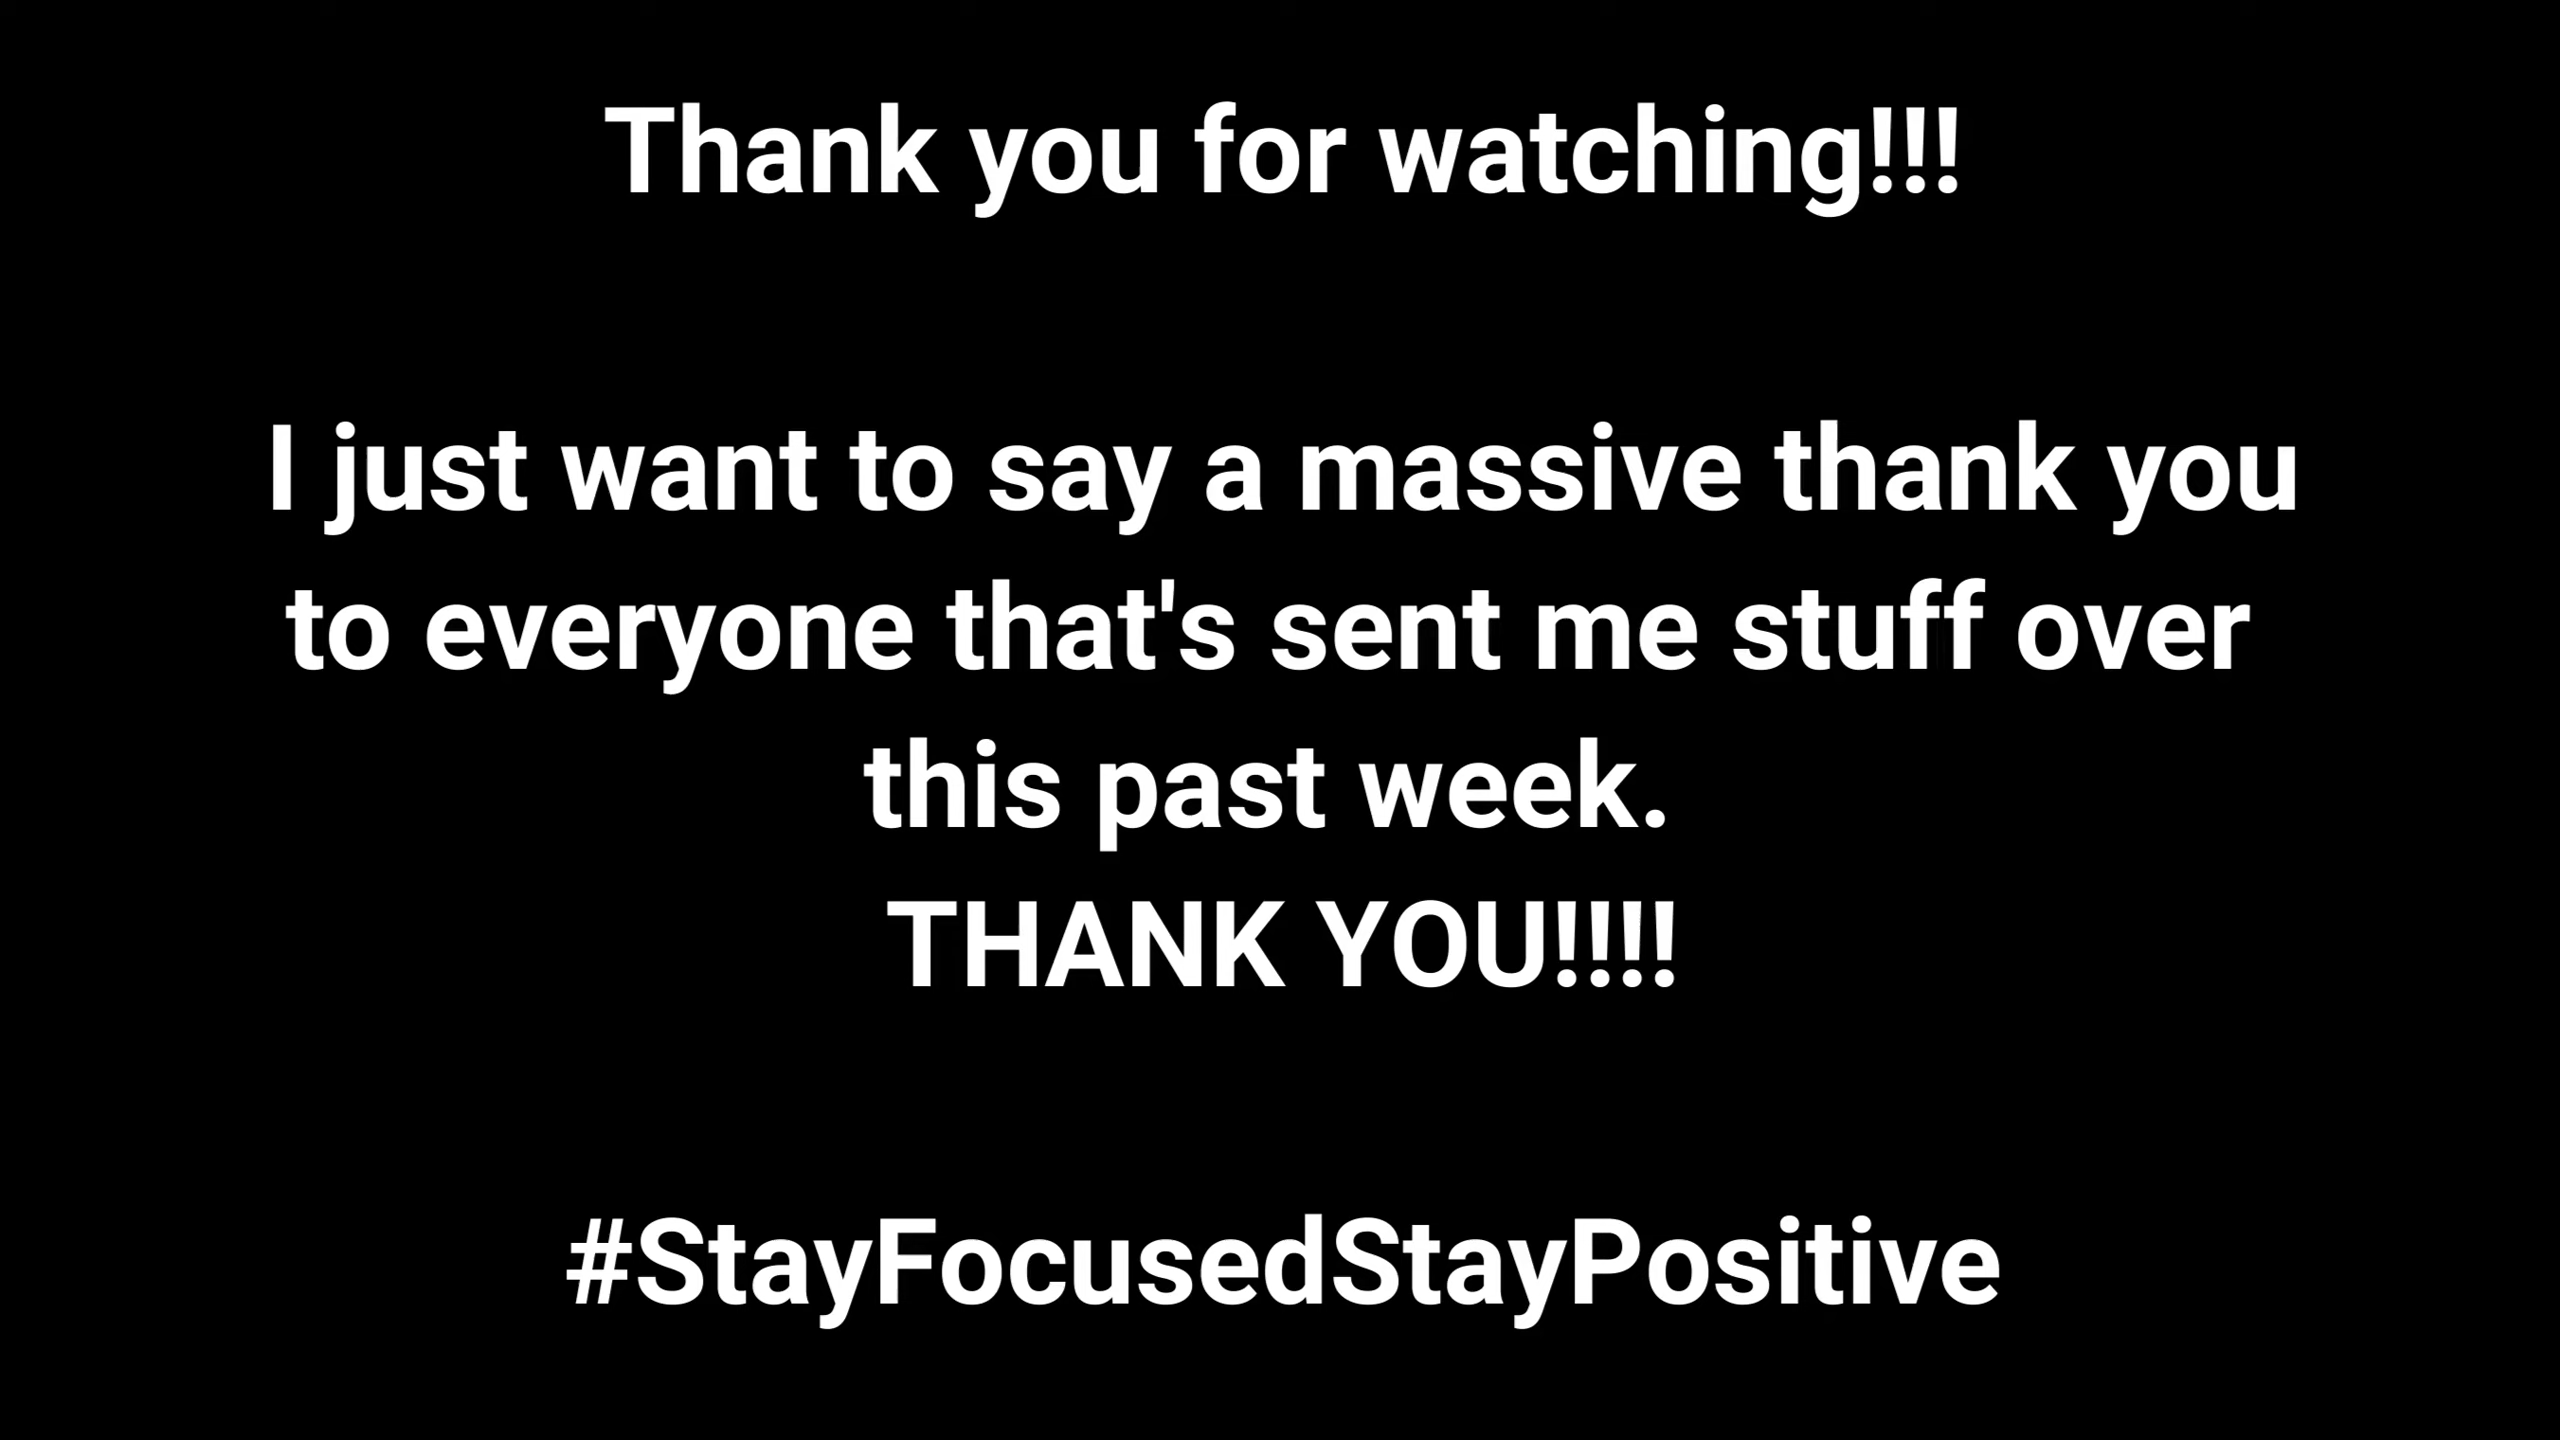 Thank you for watching!!!
I just want to say a massive thank you
to everyone that's sent me stuff over
this past week.
THANK YOU!!!!
#StayFocusedStayPositive